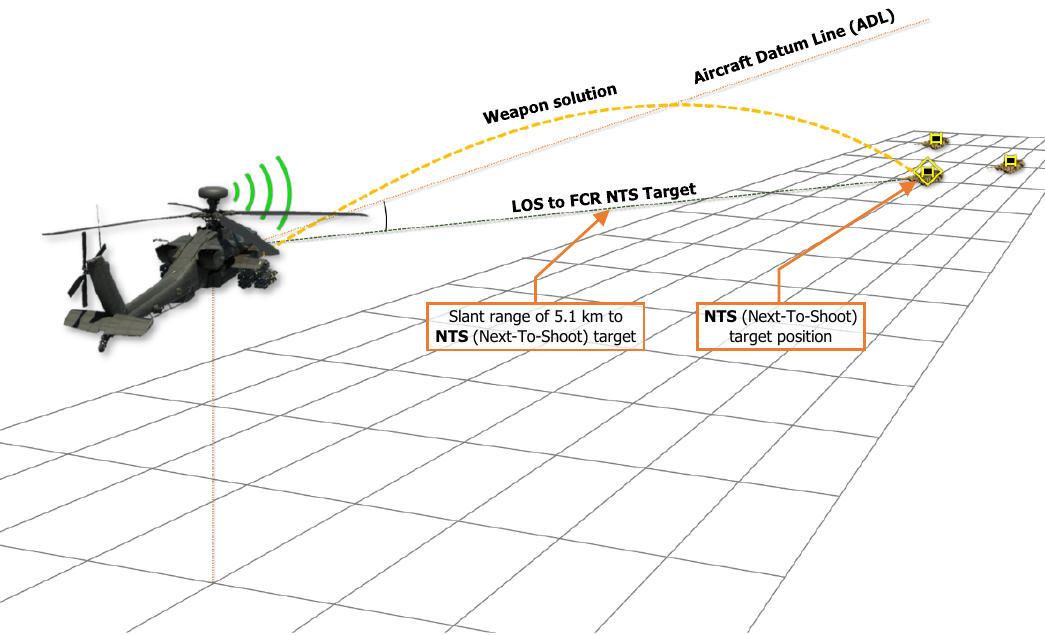 Aircraft Datum Line (ADL)
Weapon solution
LOS to FCR NTS Target
Slant range of 5.1 km to
NTS (Next-To-Shoot) target
NTS (Next-To-Shoot)
target position